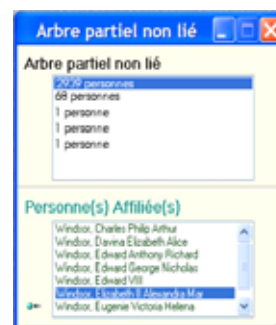 Arbre partiel non lié
Arbre partiel non lié
2939 personnes
68 personnes
1 personne
1 personne
1 personne
Personne(s) Affiliée(s)
Windsor, Charles Philip Arthur
Windsor, Davina Elizabeth Alice
Windsor, Edward Anthony Richard
Windsor, Edward George Nicholas
Windsor, Edward VIII
Windsor, Elizabeth II Alexandra Mar
Windsor, Eugenie Victoria Helena